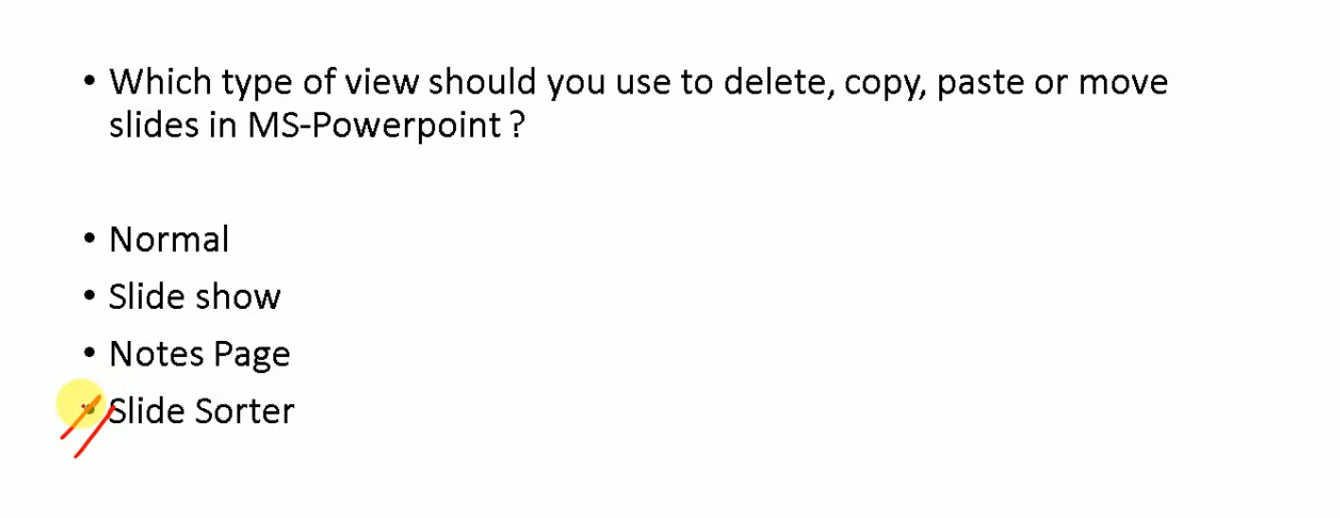 • Which type of view should you use to delete, copy, paste or move
slides in MS-Powerpoint ?
• Normal
• Slide show
• Notes Page
• Slide Sorter